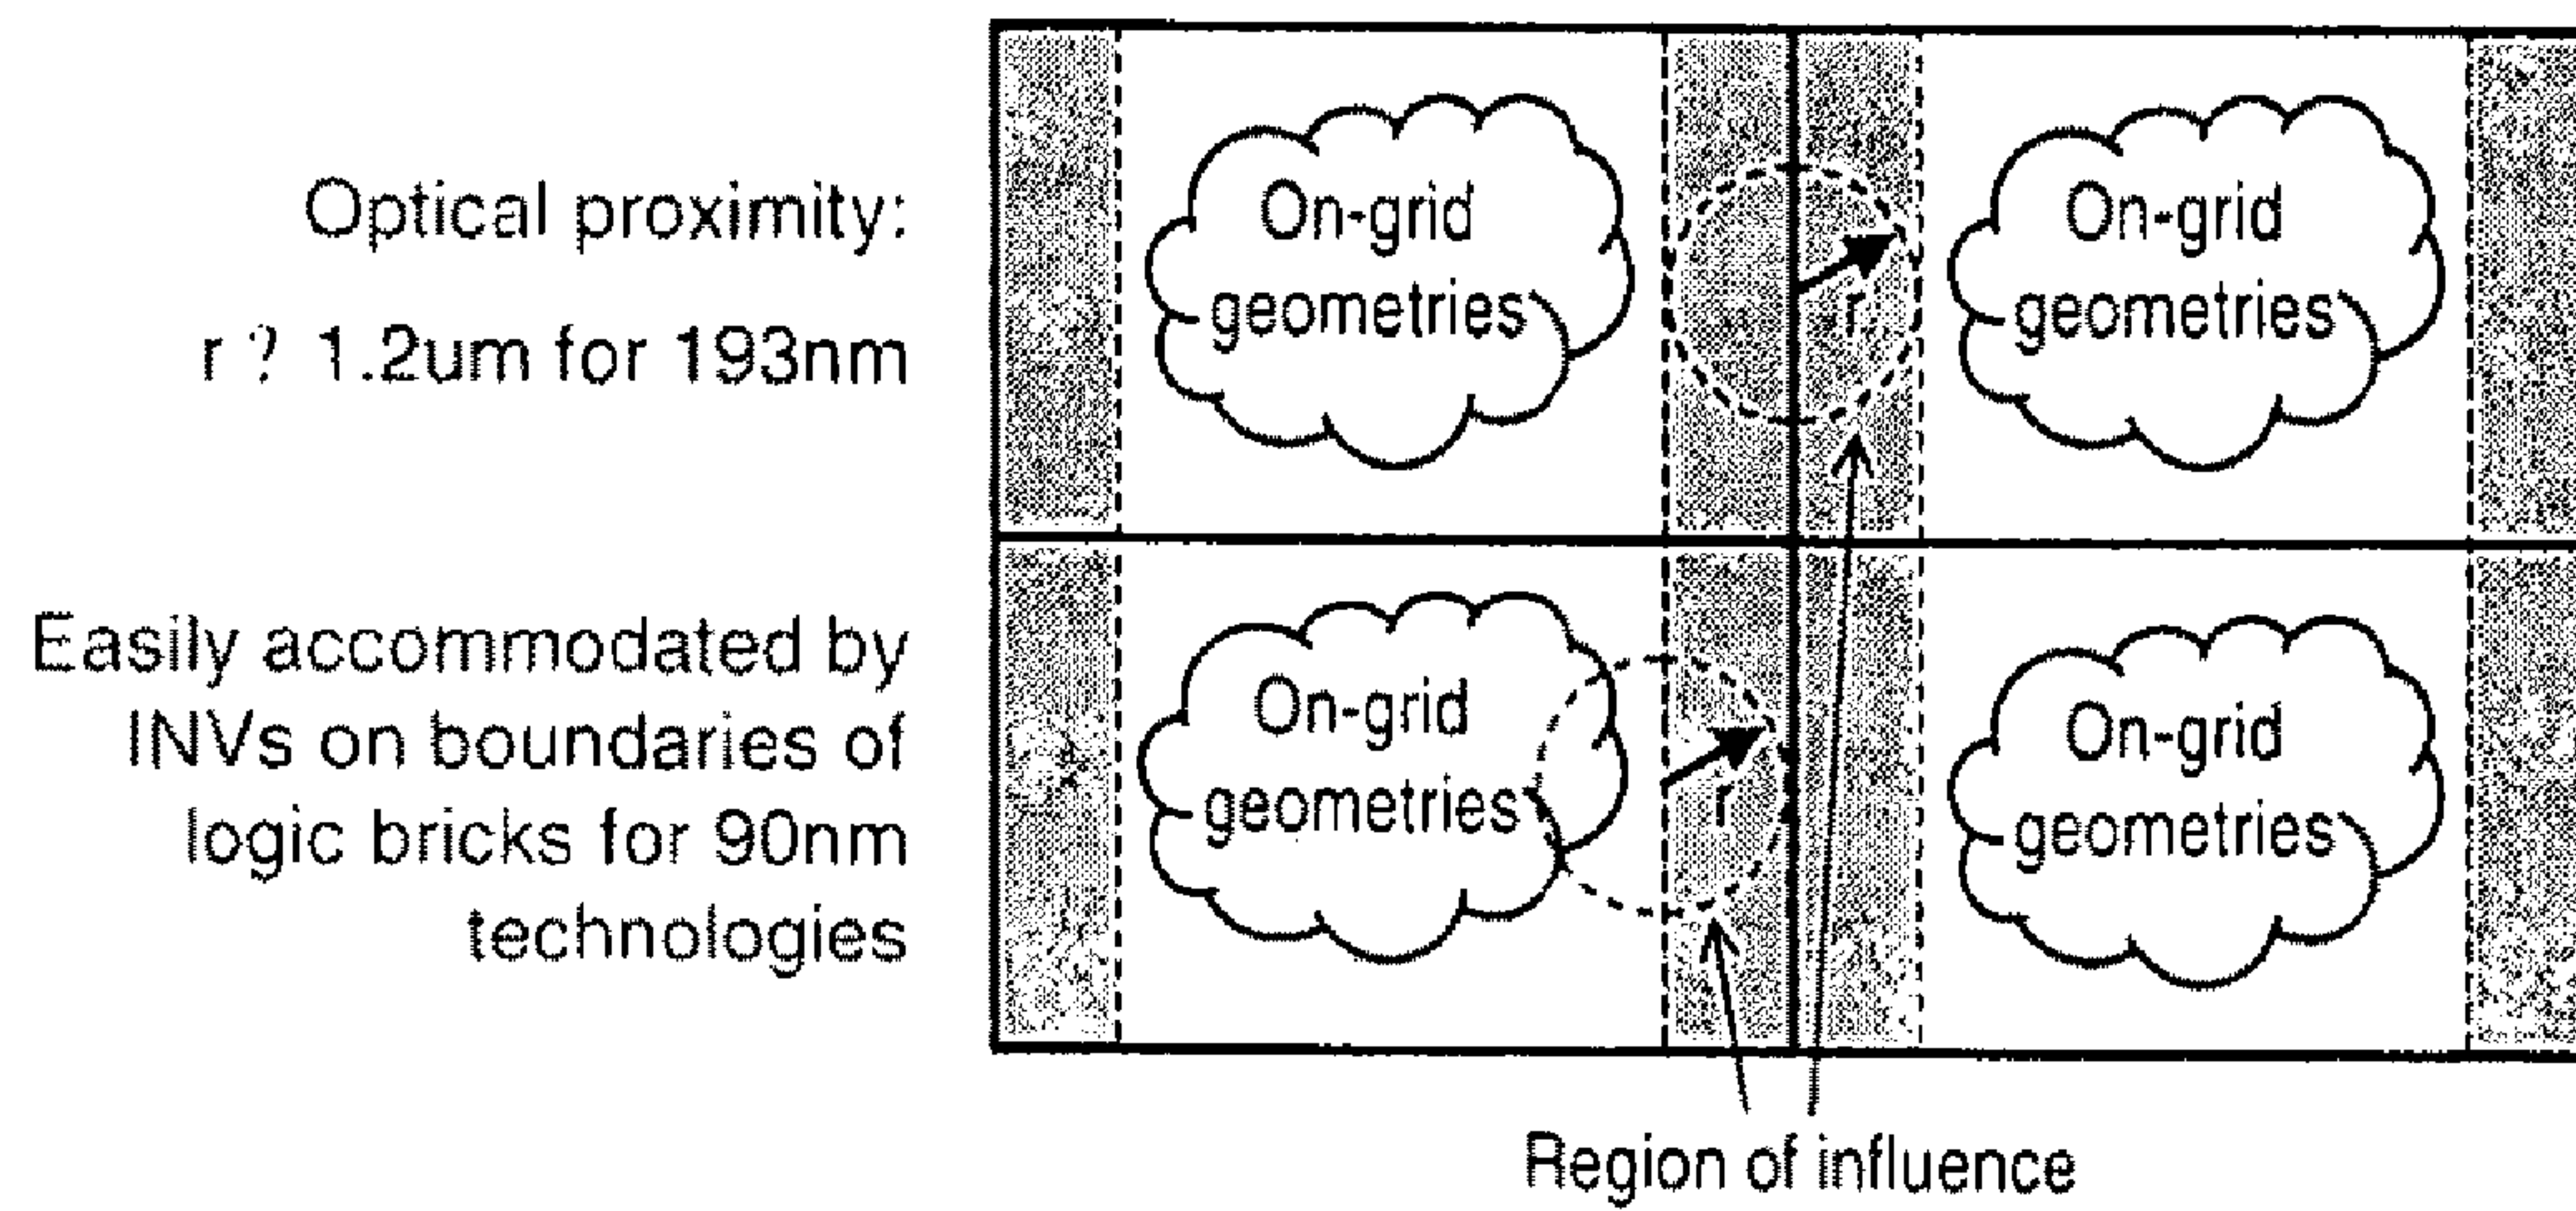 Optical proximity:
r ? 1.2um for 193nm
Easily accommodated by
INVs on boundaries of
logic bricks for 90nm
technologies
On-grid
geometries
r
On-grid
geometries
On-grid
geometries
r
On-grid
geometries
Region of influence